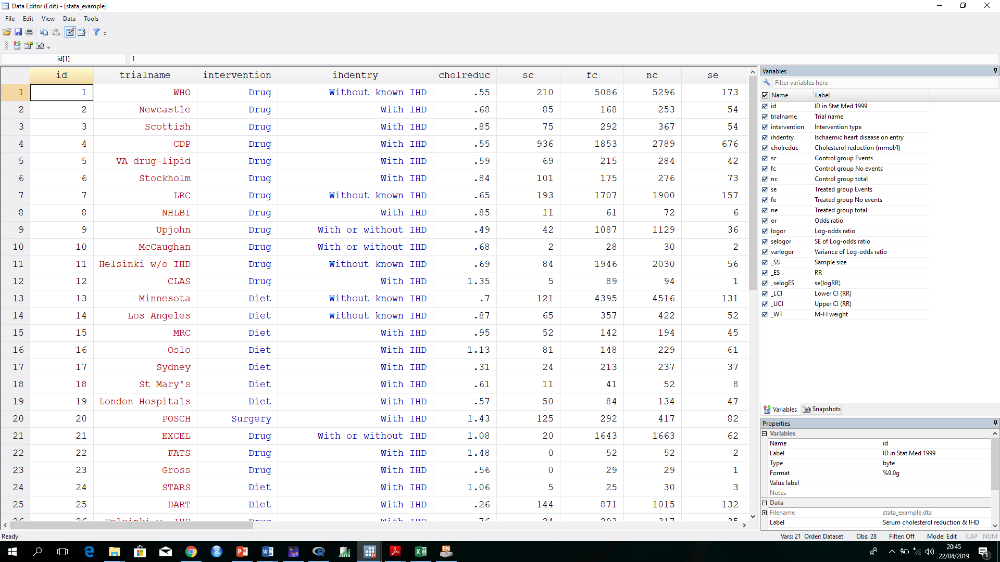 Data Editor (Edit) - [stata_example]
File Edit View Data Tools
id[1] 1
id trialname intervention ihdentry cholreduc sc fc nc se
1 1 WHO Drug Without known IHD .55 210 5086 5296 173
2 2 Newcastle Drug With IHD .68 85 168 253 54
3 3 Scottish Drug With IHD .85 75 292 367 54
4 4 CDP Drug With IHD .55 936 1853 2789 676
5 5 VA drug-lipid Drug With IHD .59 69 215 284 42
6 6 Stockholm Drug With IHD .84 101 175 276 73
7 7 LRC Drug Without known IHD .65 193 1707 1900 157
8 8 NHLBI Drug With IHD .85 11 61 72 6
9 9 Upjohn Drug With or without IHD .49 42 1087 1129 36
10 10 McCaughan Drug With or without IHD .68 2 28 30 2
11 11 Helsinki w/o IHD Drug Without known IHD .69 84 1946 2030 56
12 12 CLAS Drug With IHD 1.35 5 89 94 1
13 13 Minnesota Diet Without known IHD .7 121 4395 4516 131
14 14 Los Angeles Diet Without known IHD .87 65 357 422 52
15 15 MRC Diet With IHD .95 52 142 194 45
16 16 Oslo Diet With IHD 1.13 81 148 229 61
17 17 Sydney Diet With IHD .31 24 213 237 37
18 18 St Mary's Diet With IHD .61 11 41 52 8
19 19 London Hospitals Diet With IHD .57 50 84 134 47
20 20 POSCH Surgery With IHD 1.43 125 292 417 82
21 21 EXCEL Drug With or without IHD 1.08 20 1643 1663 62
22 22 FATS Drug With IHD 1.48 0 52 52 2
23 23 Gross Drug With IHD .56 0 29 29 1
24 24 STARS Diet With IHD 1.06 5 25 30 3
25 25 DART Diet With IHD .26 144 871 1015 132
Variables
Filter variables here
Name Label
id ID in Stat Med 1999
trialname Trial name
intervention Intervention type
ihdentry Ischaemic heart disease on entry
cholreduc Cholesterol reduction (mmol/l)
sc Control group Events
fc Control group No events
nc Control group total
se Treated group Events
fe Treated group No events
ne Treated group total
or Odds ratio
logor Log-odds ratio
selogor SE of Log-odds ratio
varlogor Variance of Log-odds ratio
_SS Sample size
_ES RR
_selogES se(logRR)
_LCI Lower CI (RR)
_UCI Upper CI (RR)
_WT M-H weight
Variables Snapshots
Properties
Variables
Name id
Label ID in Stat Med 1999
Type byte
Format %9.0g
Value label
Notes
Data
Filename stata_example.dta
Label Serum cholesterol reduction & IHD
Ready Vars: 21 Order: Dataset Obs: 28 Filter: Off Mode: Edit CAP NUM
20:45
22/04/2019